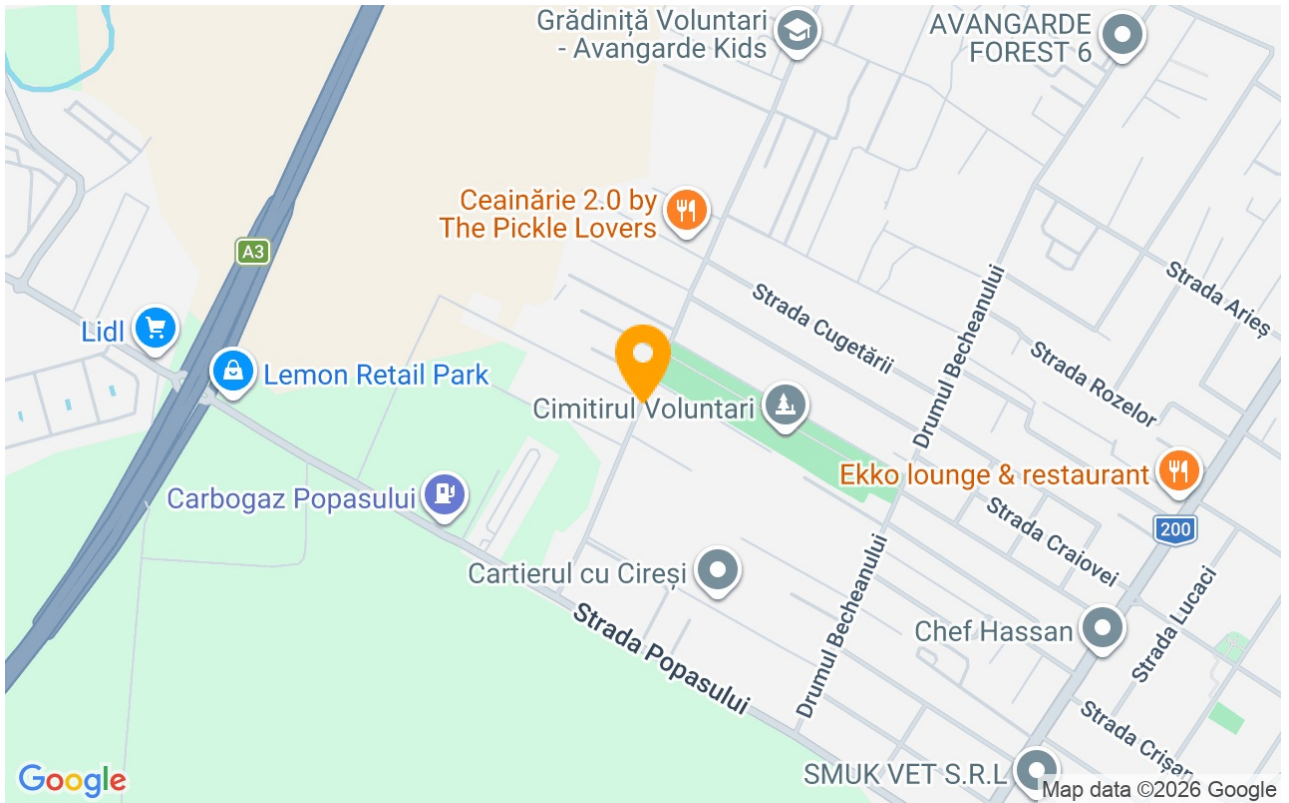 Grădiniță Voluntari
- Avangarde Kids
AVANGARDE
FOREST 6
Ceainărie 2.0 by
The Pickle Lovers
A3
Strada Arieș
Strada Cugetării
Drumul Becheanului
Lidl
Strada Rozelor
Lemon Retail Park
Cimitirul Voluntari
Ekko lounge & restaurant
Carbogaz Popasului
200
Strada Craiovei
Cartierul cu Cireși
Drumul Becheanului
Strada Lucaci
Strada Popasului
Chef Hassan
Strada Crișan
SMUK VET S.R.L
Google
Map data ©2026 Google